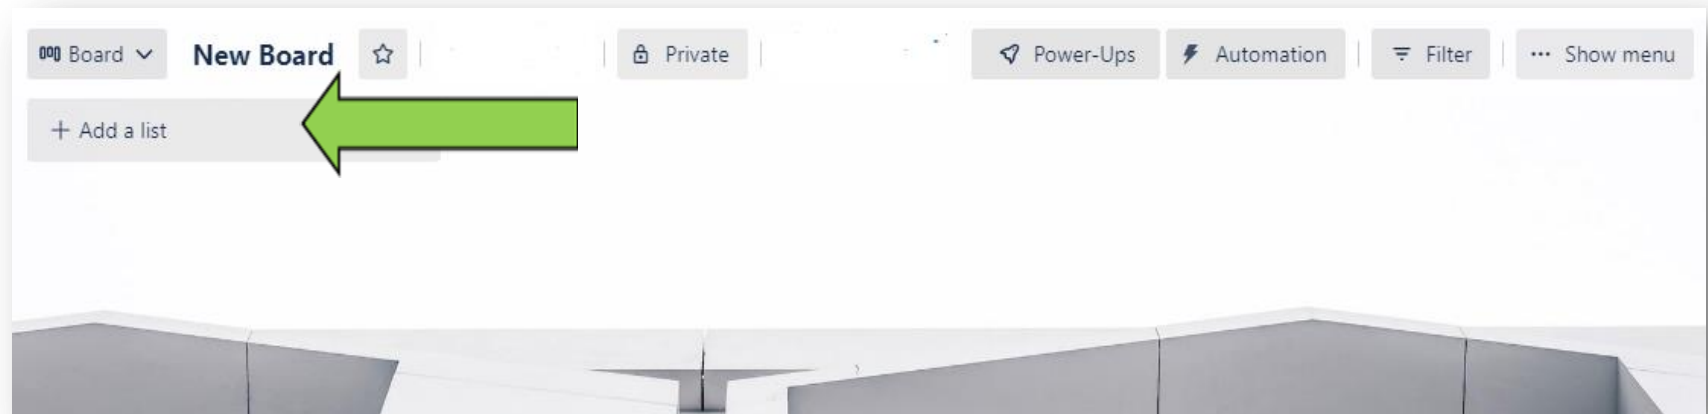 Board New Board Private Power-Ups Automation Filter ... Show menu
+ Add a list